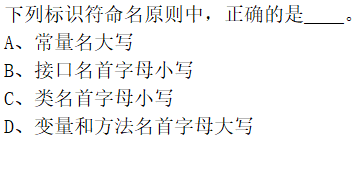 下列标识符命名原则中，正确的是____。
A、常量名大写
B、接口名首字母小写
C、类名首字母小写
D、变量和方法名首字母大写